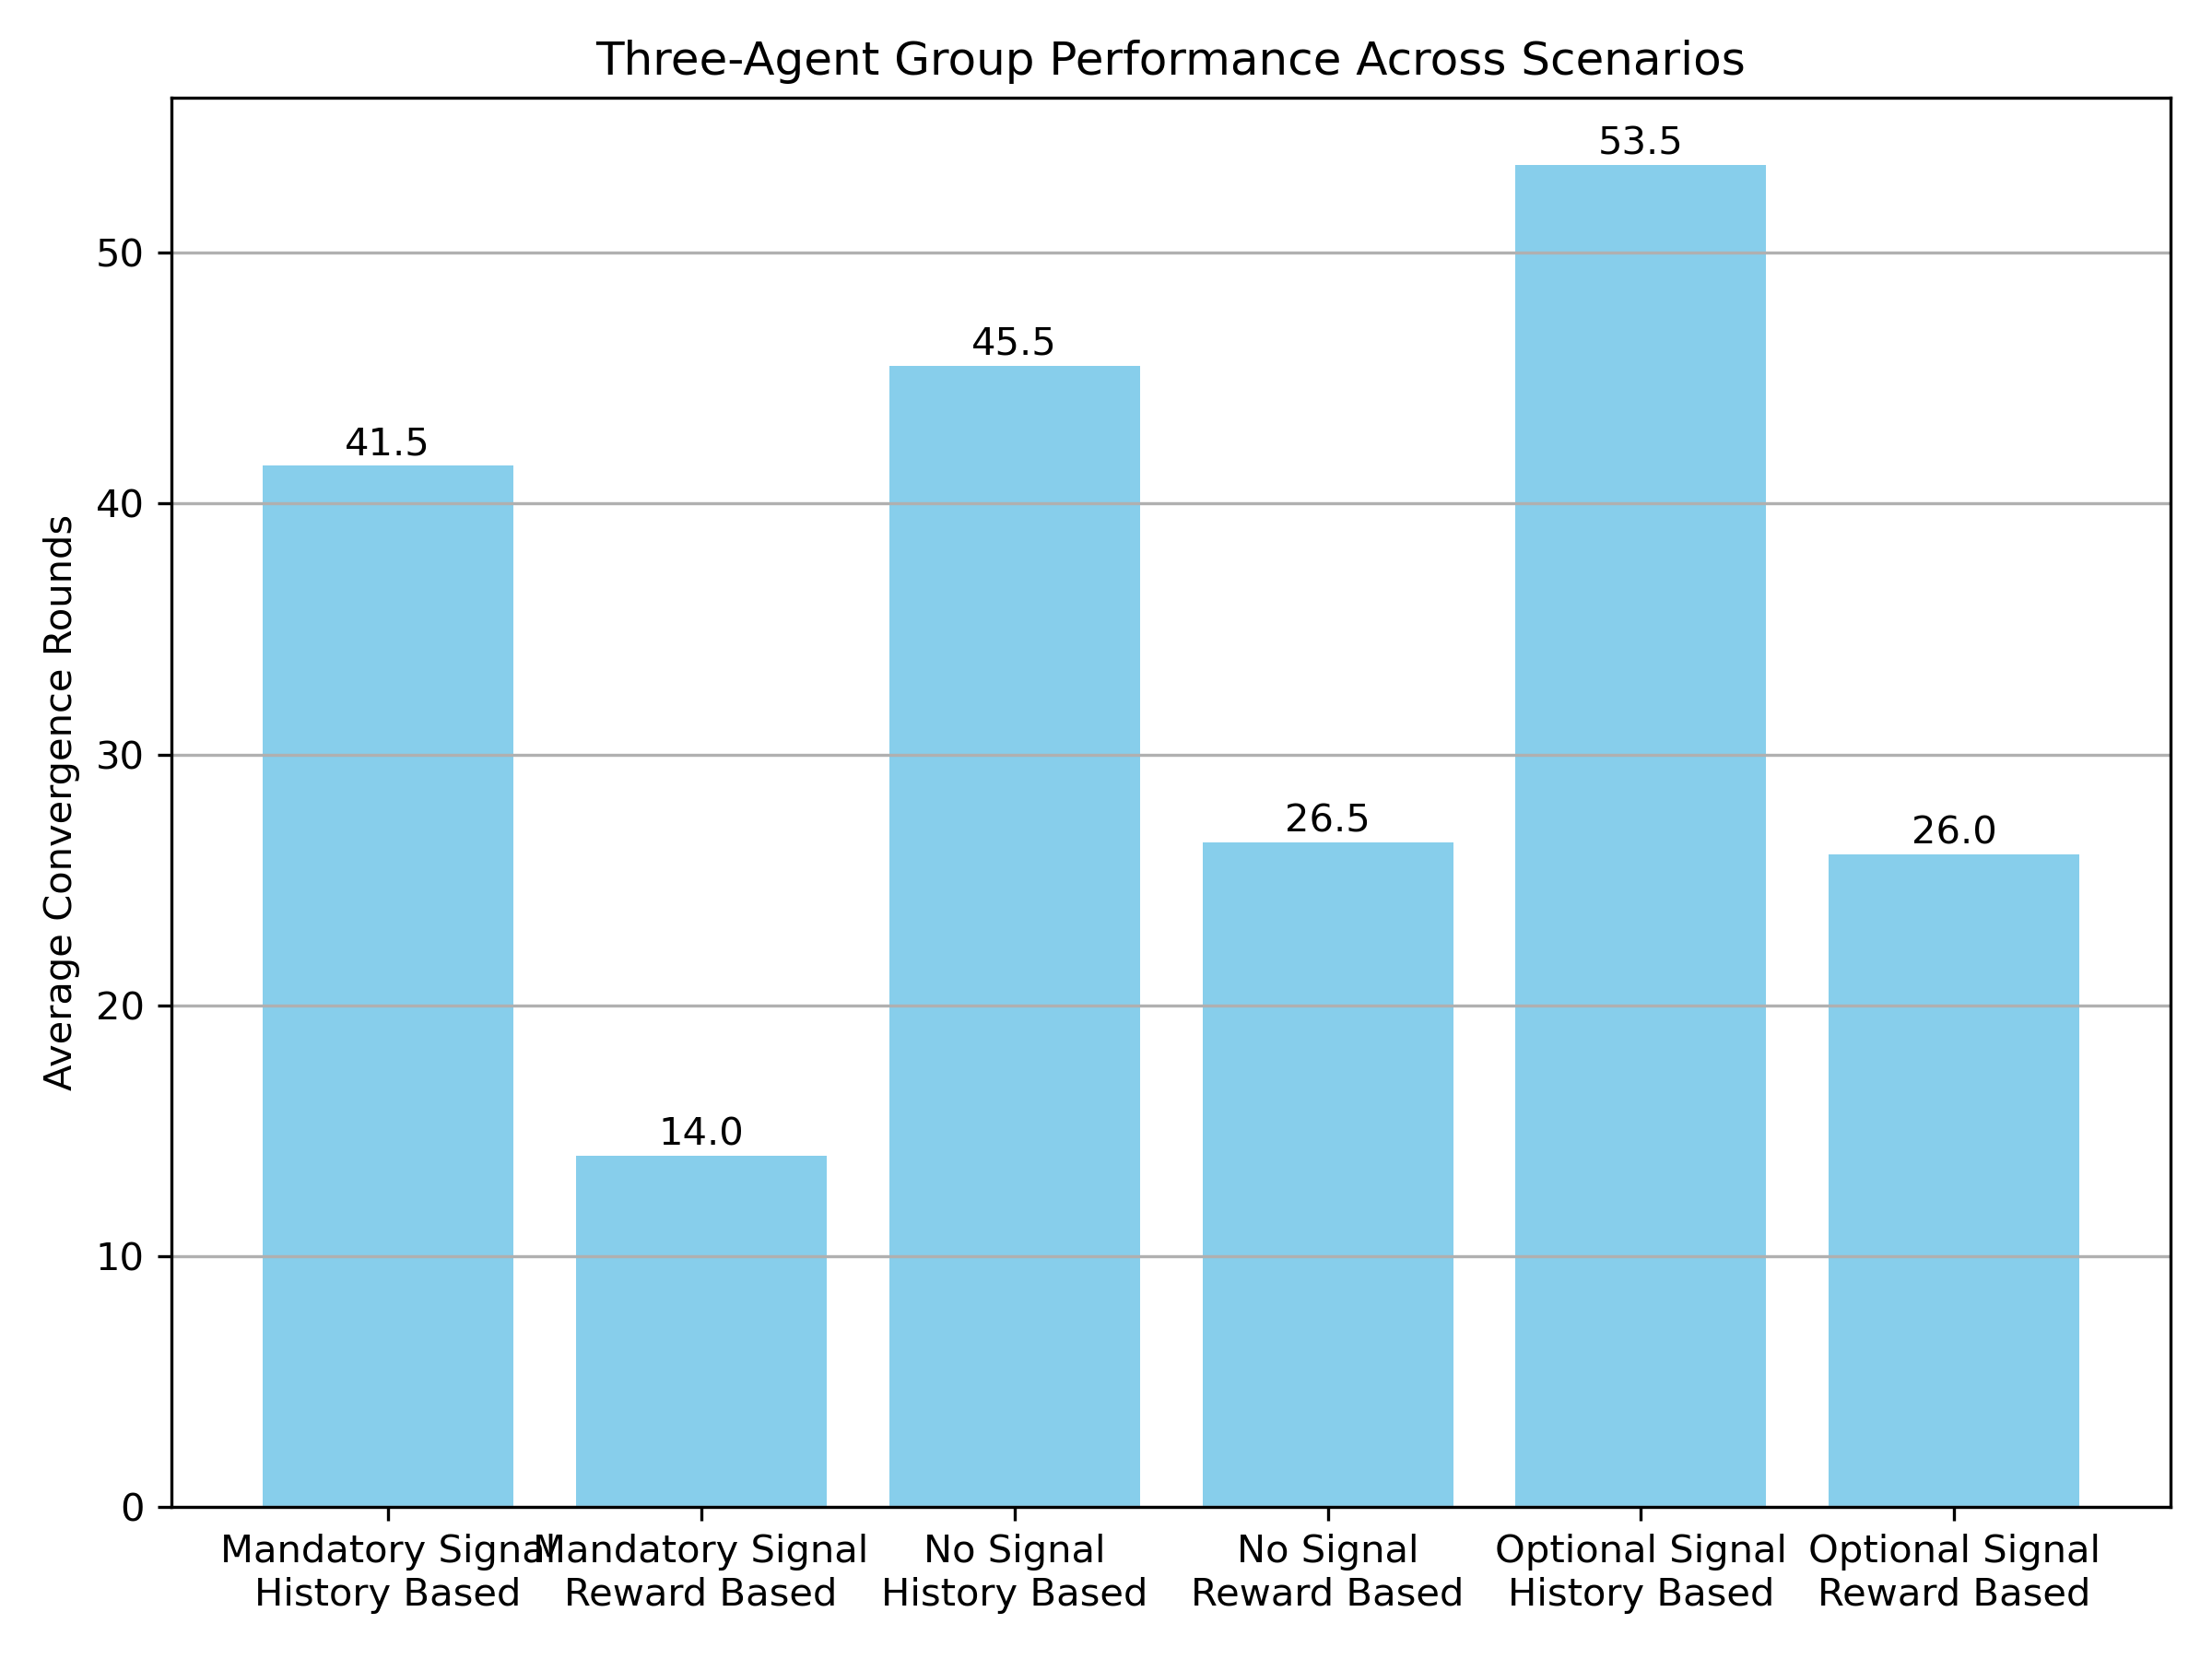 Three-Agent Group Performance Across Scenarios
Average Convergence Rounds
50
40
30
20
10
0
41.5
14.0
45.5
26.5
53.5
26.0
Mandatory Signal
History Based
Mandatory Signal
Reward Based
No Signal
History Based
No Signal
Reward Based
Optional Signal
History Based
Optional Signal
Reward Based